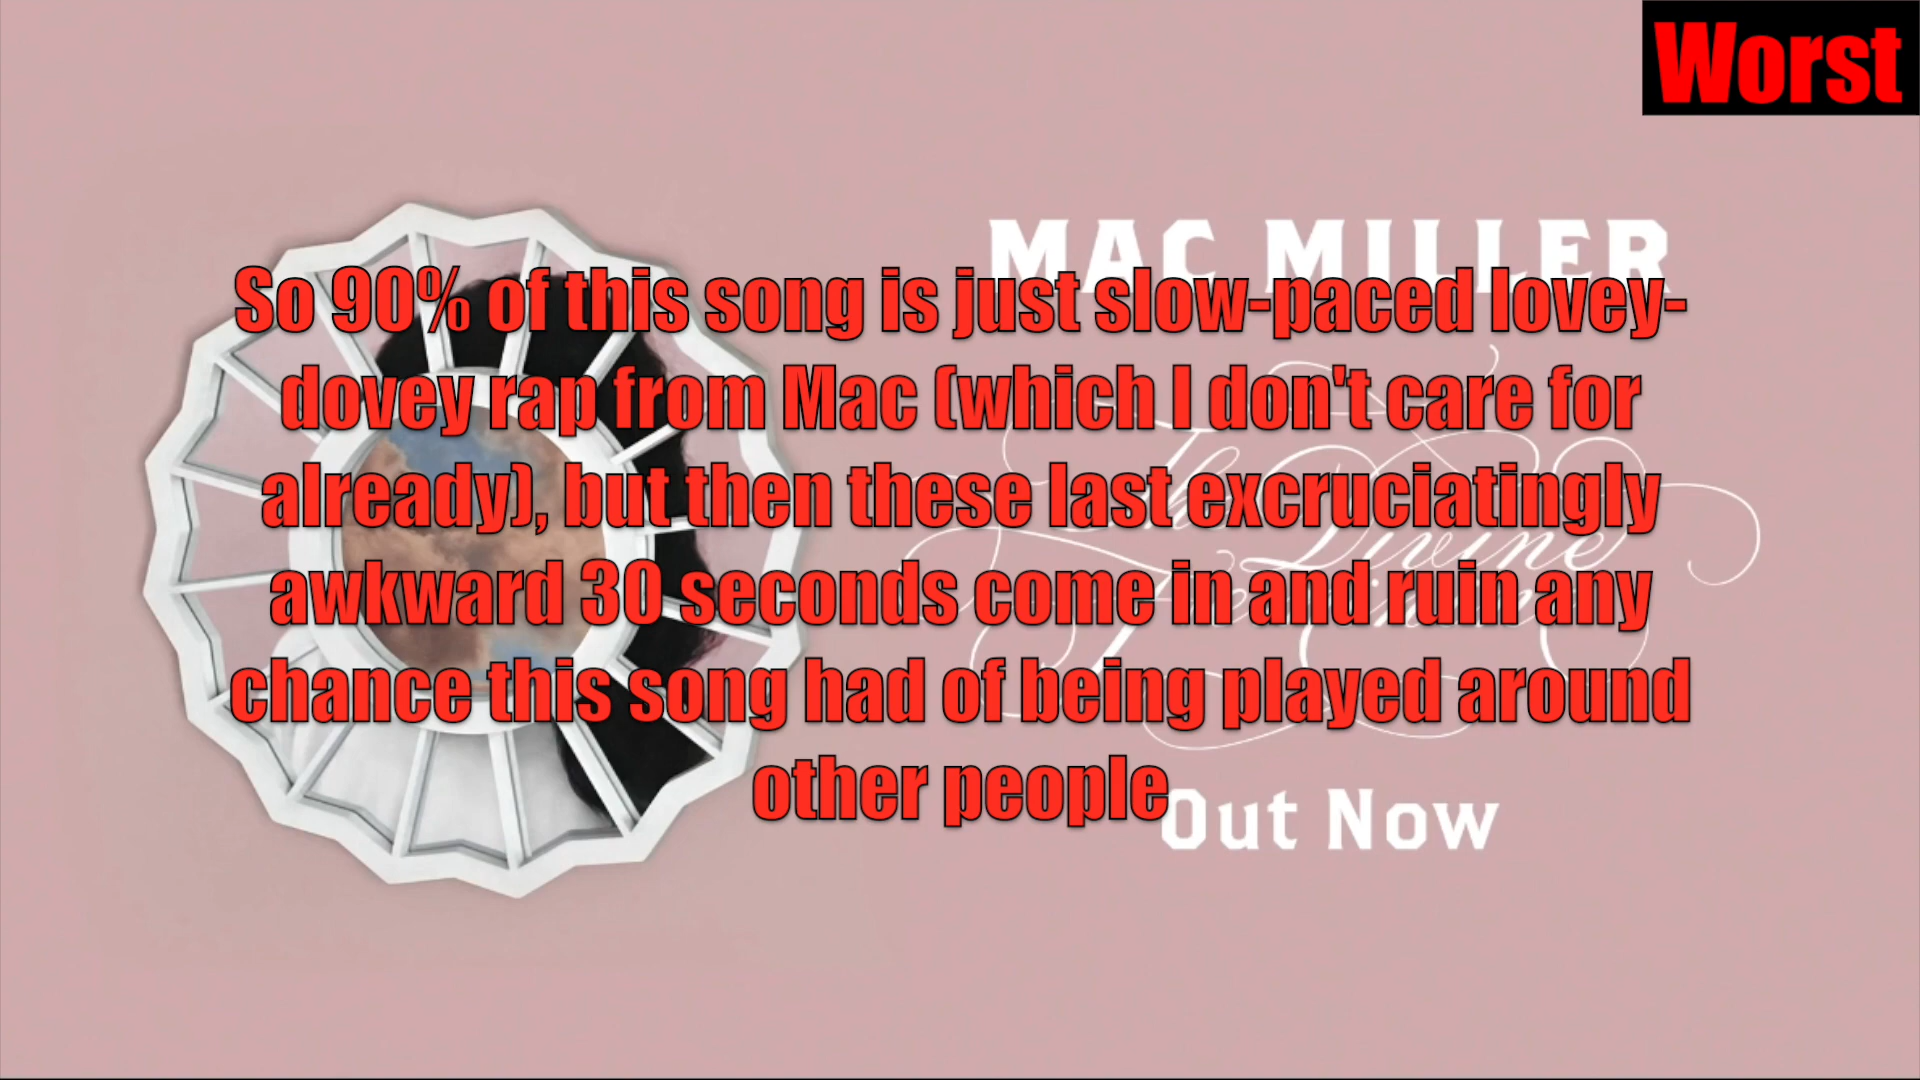 Worst
MAC MILLER
So 90% of this song is just slow-paced lovey-
dovey rap from Mac (which I don't care for
already), but then these last excruciatingly
awkward 30 seconds come in and ruin any
chance this song had of being played around
other people
The Divine
Out Now